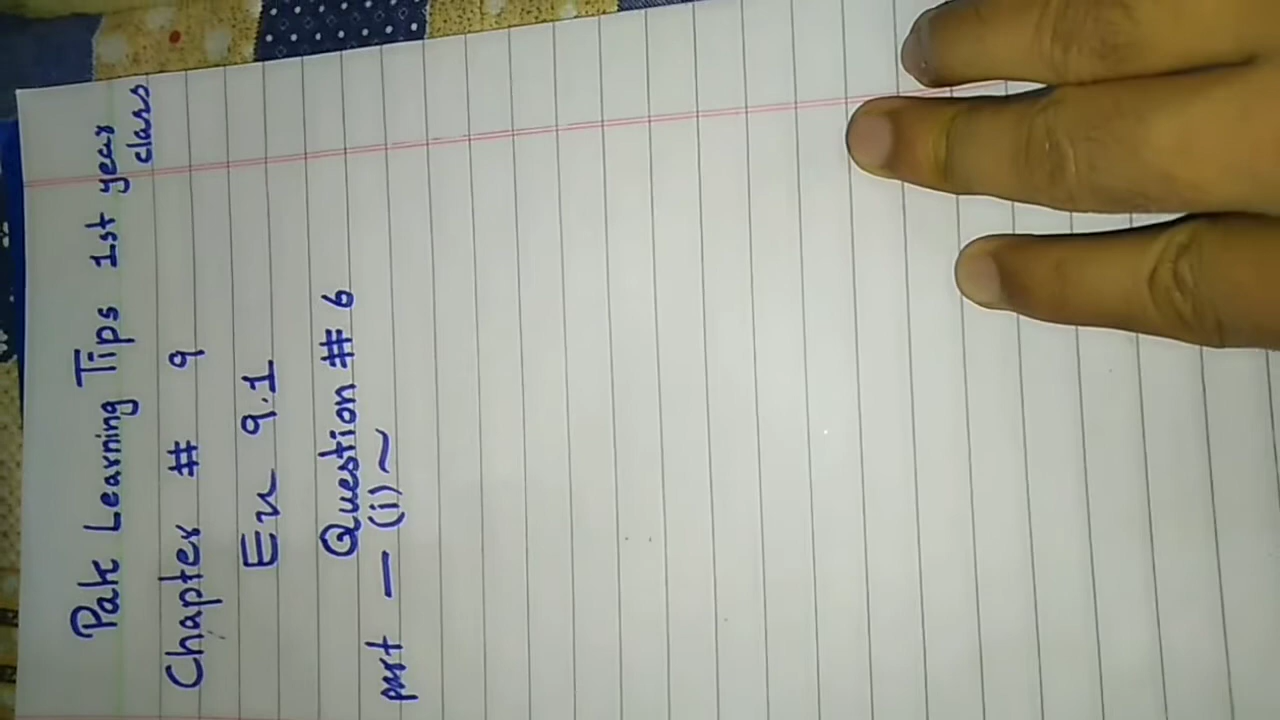 Pak Learning Tips 1st year
class
Chapter # 9
Ex 9.1
Question # 6
part — (i) ~